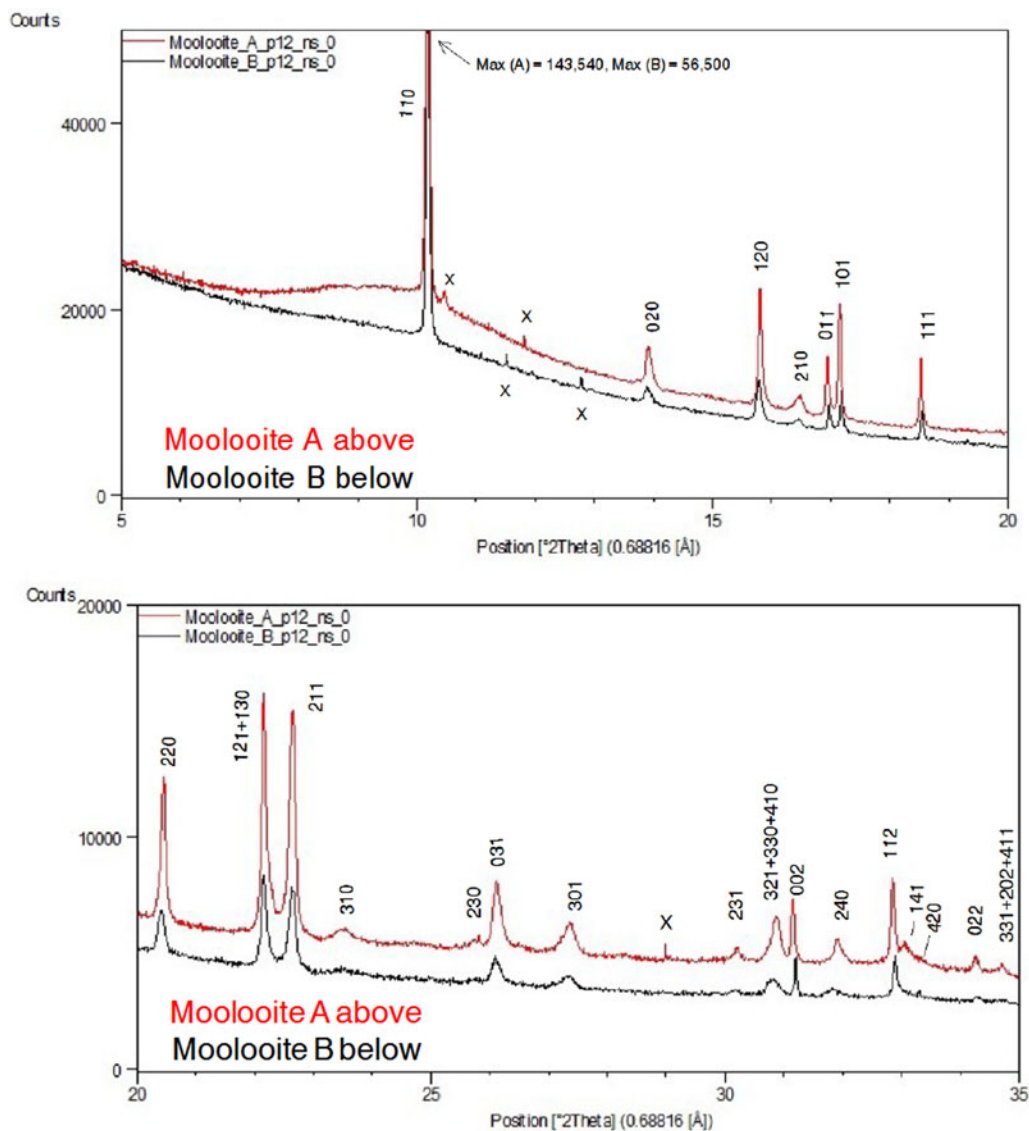 Counts
Moolooite_A_p12_ns_0
Moolooite_B_p12_ns_0
Max (A) = 143,540, Max (B) = 56,500
110
X
X
X
X
020
120
210
011
101
111
40000
20000
0
Moolooite A above
Moolooite B below
5
10
15
20
Position [°2Theta] (0.68816 [Å])
Counts
20000
Moolooite_A_p12_ns_0
Moolooite_B_p12_ns_0
220
121+130
211
310
230
031
301
X
231
321+330+410
002
240
112
141
420
022
331+202+411
10000
0
Moolooite A above
Moolooite B below
20
25
30
35
Position [°2Theta] (0.68816 [Å])